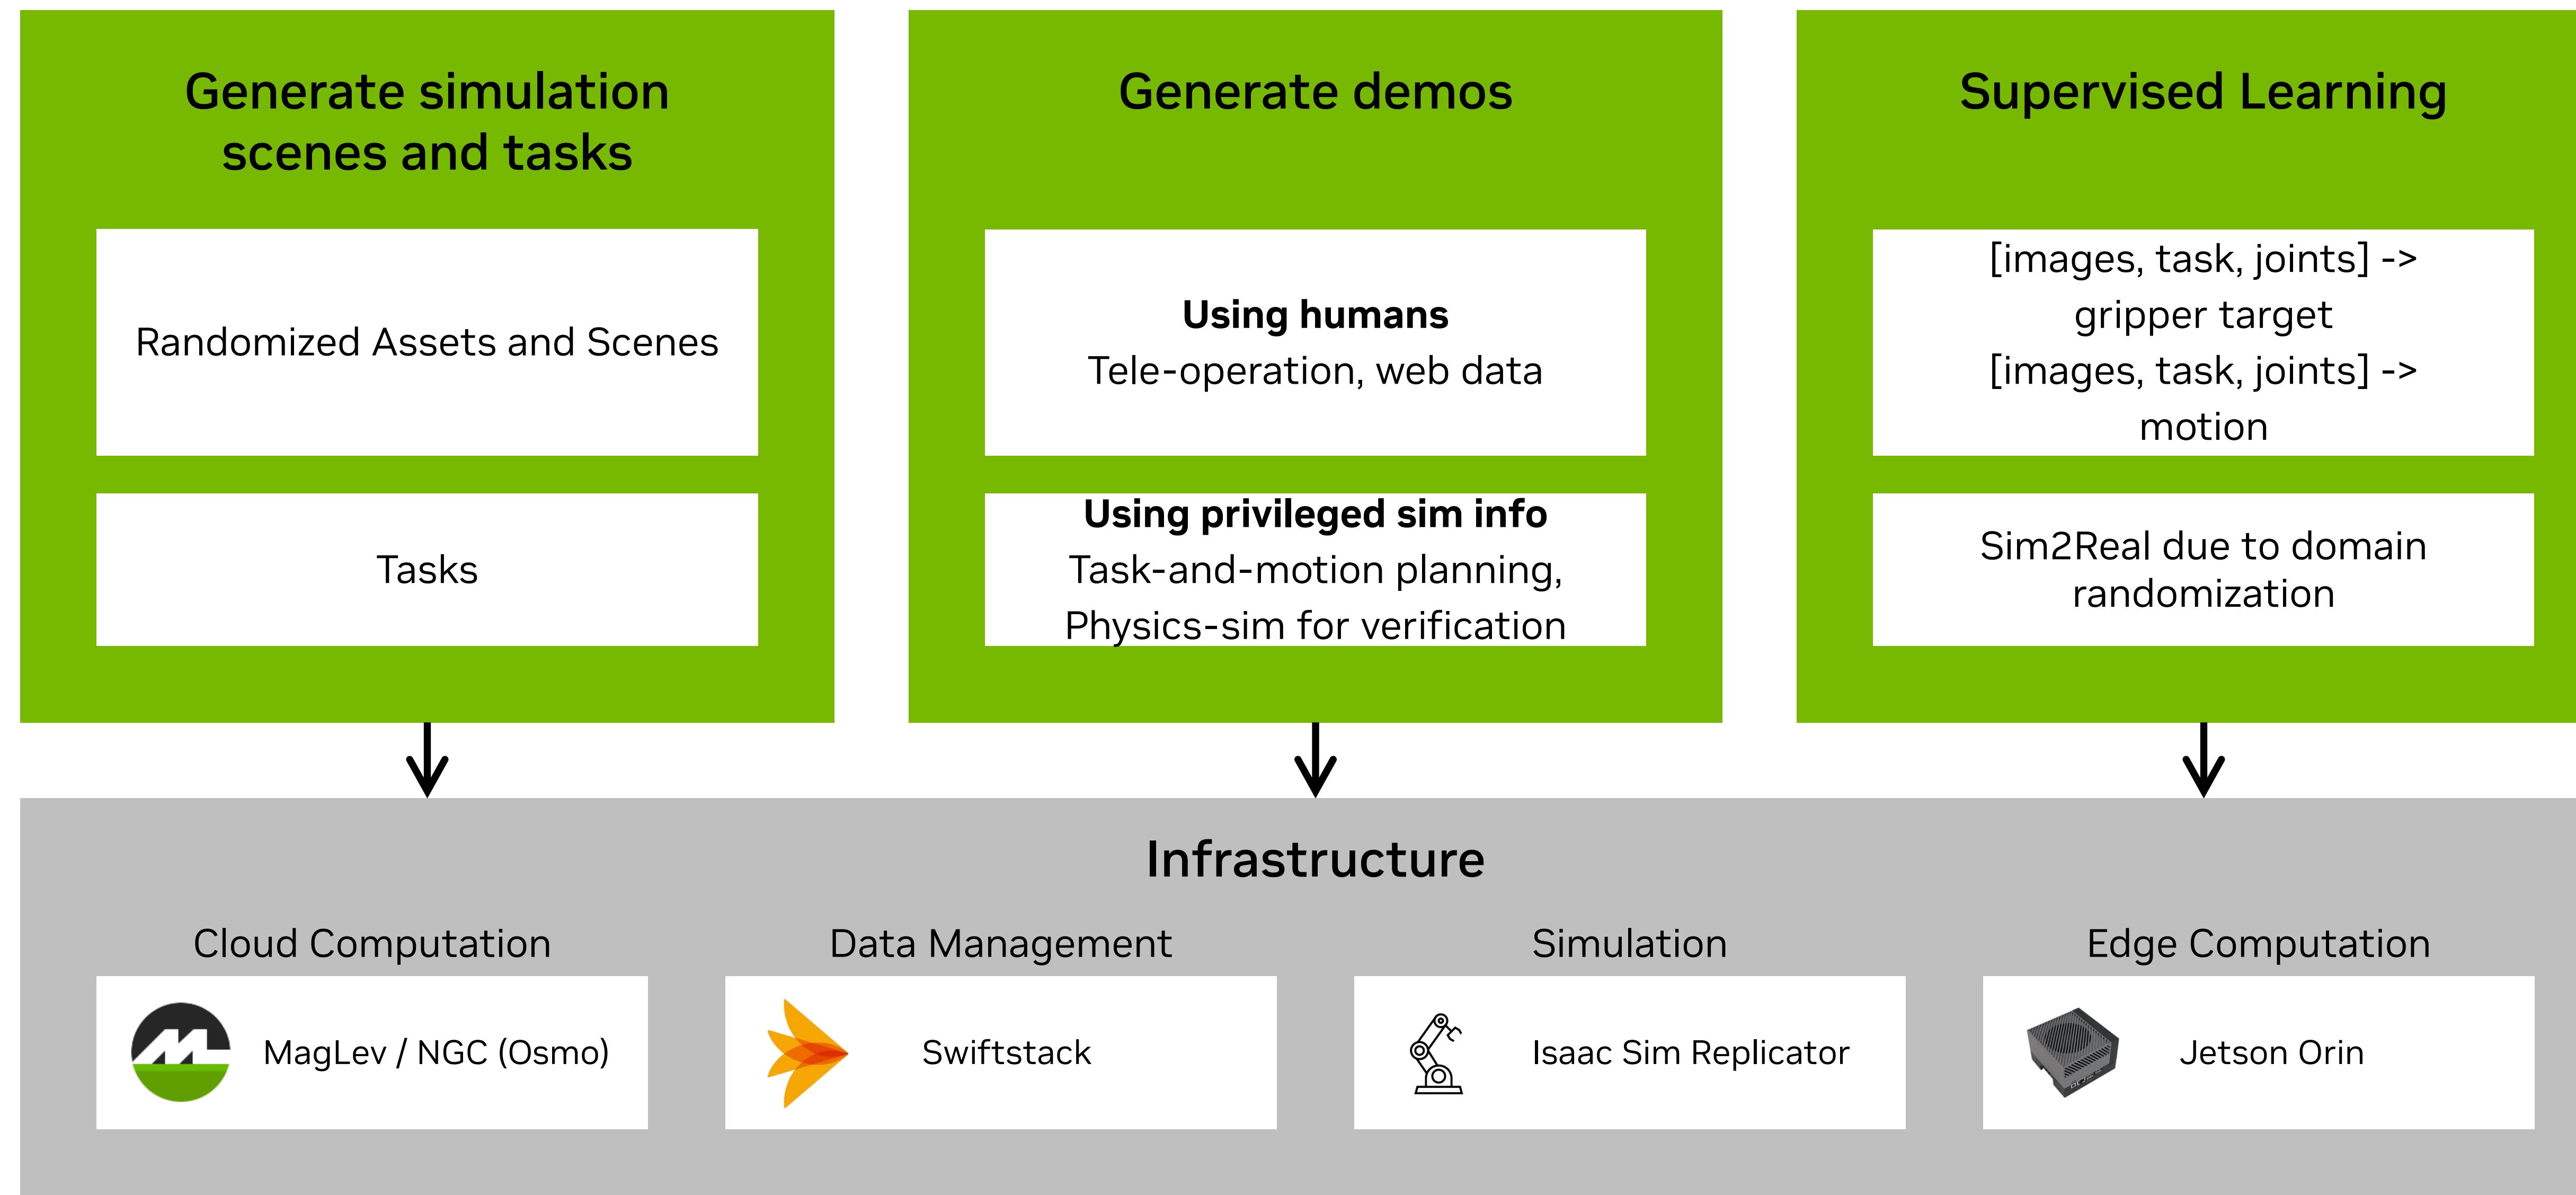 Generate simulation
scenes and tasks
Randomized Assets and Scenes
Tasks
Generate demos
Using humans
Tele-operation, web data
Using privileged sim info
Task-and-motion planning,
Physics-sim for verification
Supervised Learning
[images, task, joints] ->
gripper target
[images, task, joints] ->
motion
Sim2Real due to domain
randomization
Infrastructure
Cloud Computation
MagLev / NGC (Osmo)
Data Management
Swiftstack
Simulation
Isaac Sim Replicator
Edge Computation
Jetson Orin